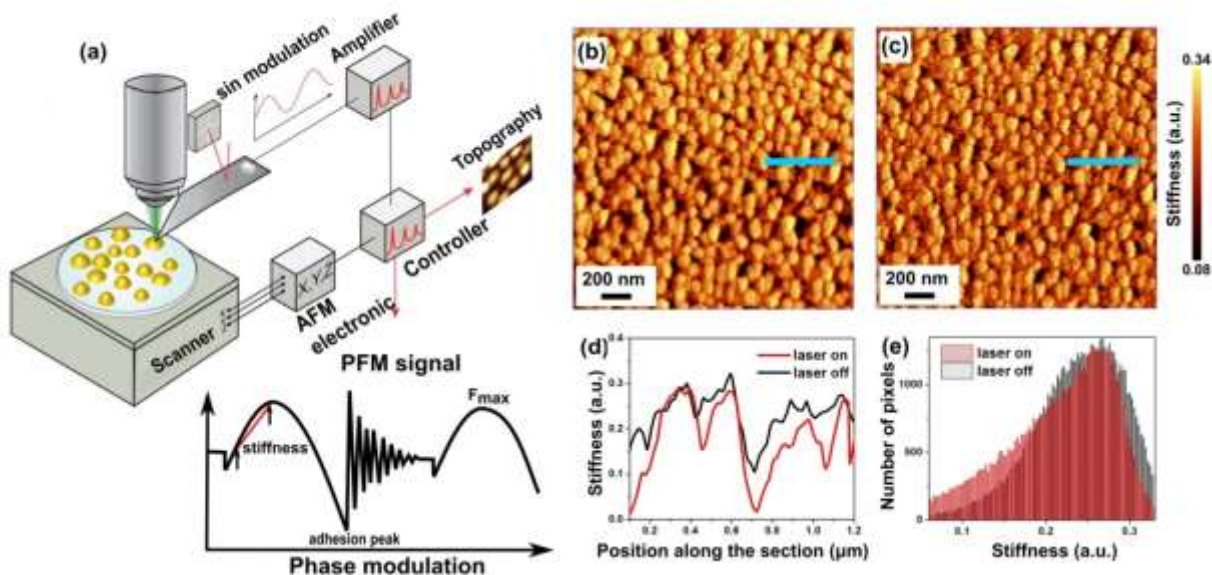 (a)
sin modulation
Amplifier
Topography
Controller
X,Y,Z
AFM
electronic
Scanner
PFM signal
stiffness
Fmax
adhesion peak
Phase modulation
(b)
200 nm
(c)
200 nm
0.34
Stiffness (a.u.)
0.08
(d)
laser on
laser off
Stiffness (a.u.)
0.4
0.3
0.2
0.1
0.0
0.2 0.4 0.6 0.8 1.0 1.2
Position along the section (µm)
(e)
laser on
laser off
Number of pixels
1000
500
0
0.1 0.2 0.3
Stiffness (a.u.)